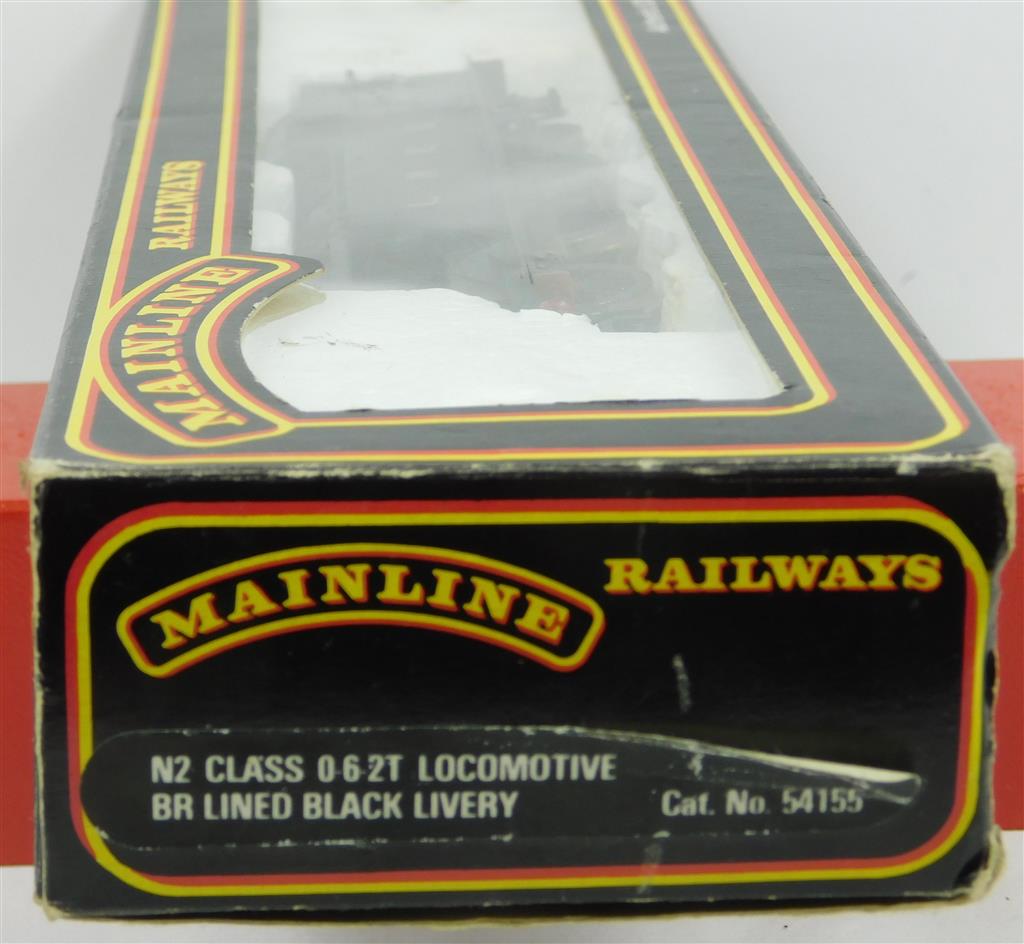 RAILWAYS
MAINLINE
MAINLINE RAILWAYS
N2 CLASS 0-6-2T LOCOMOTIVE
BR LINED BLACK LIVERY Cat. No. 54155